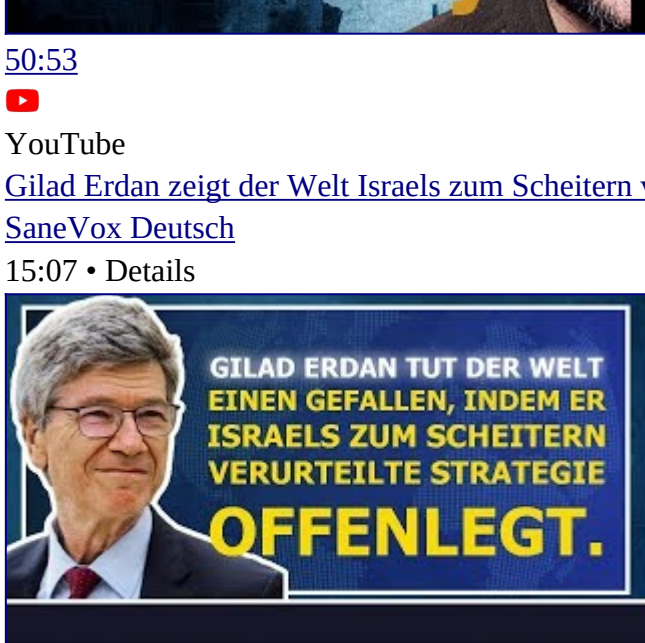 50:53
YouTube
Gilad Erdan zeigt der Welt Israels zum Scheitern
SaneVox Deutsch
15:07 • Details
GILAD ERDAN TUT DER WELT
EINEN GEFALLEN, INDEM ER
ISRAELS ZUM SCHEITERN
VERURTEILTE STRATEGIE
OFFENLEGT.